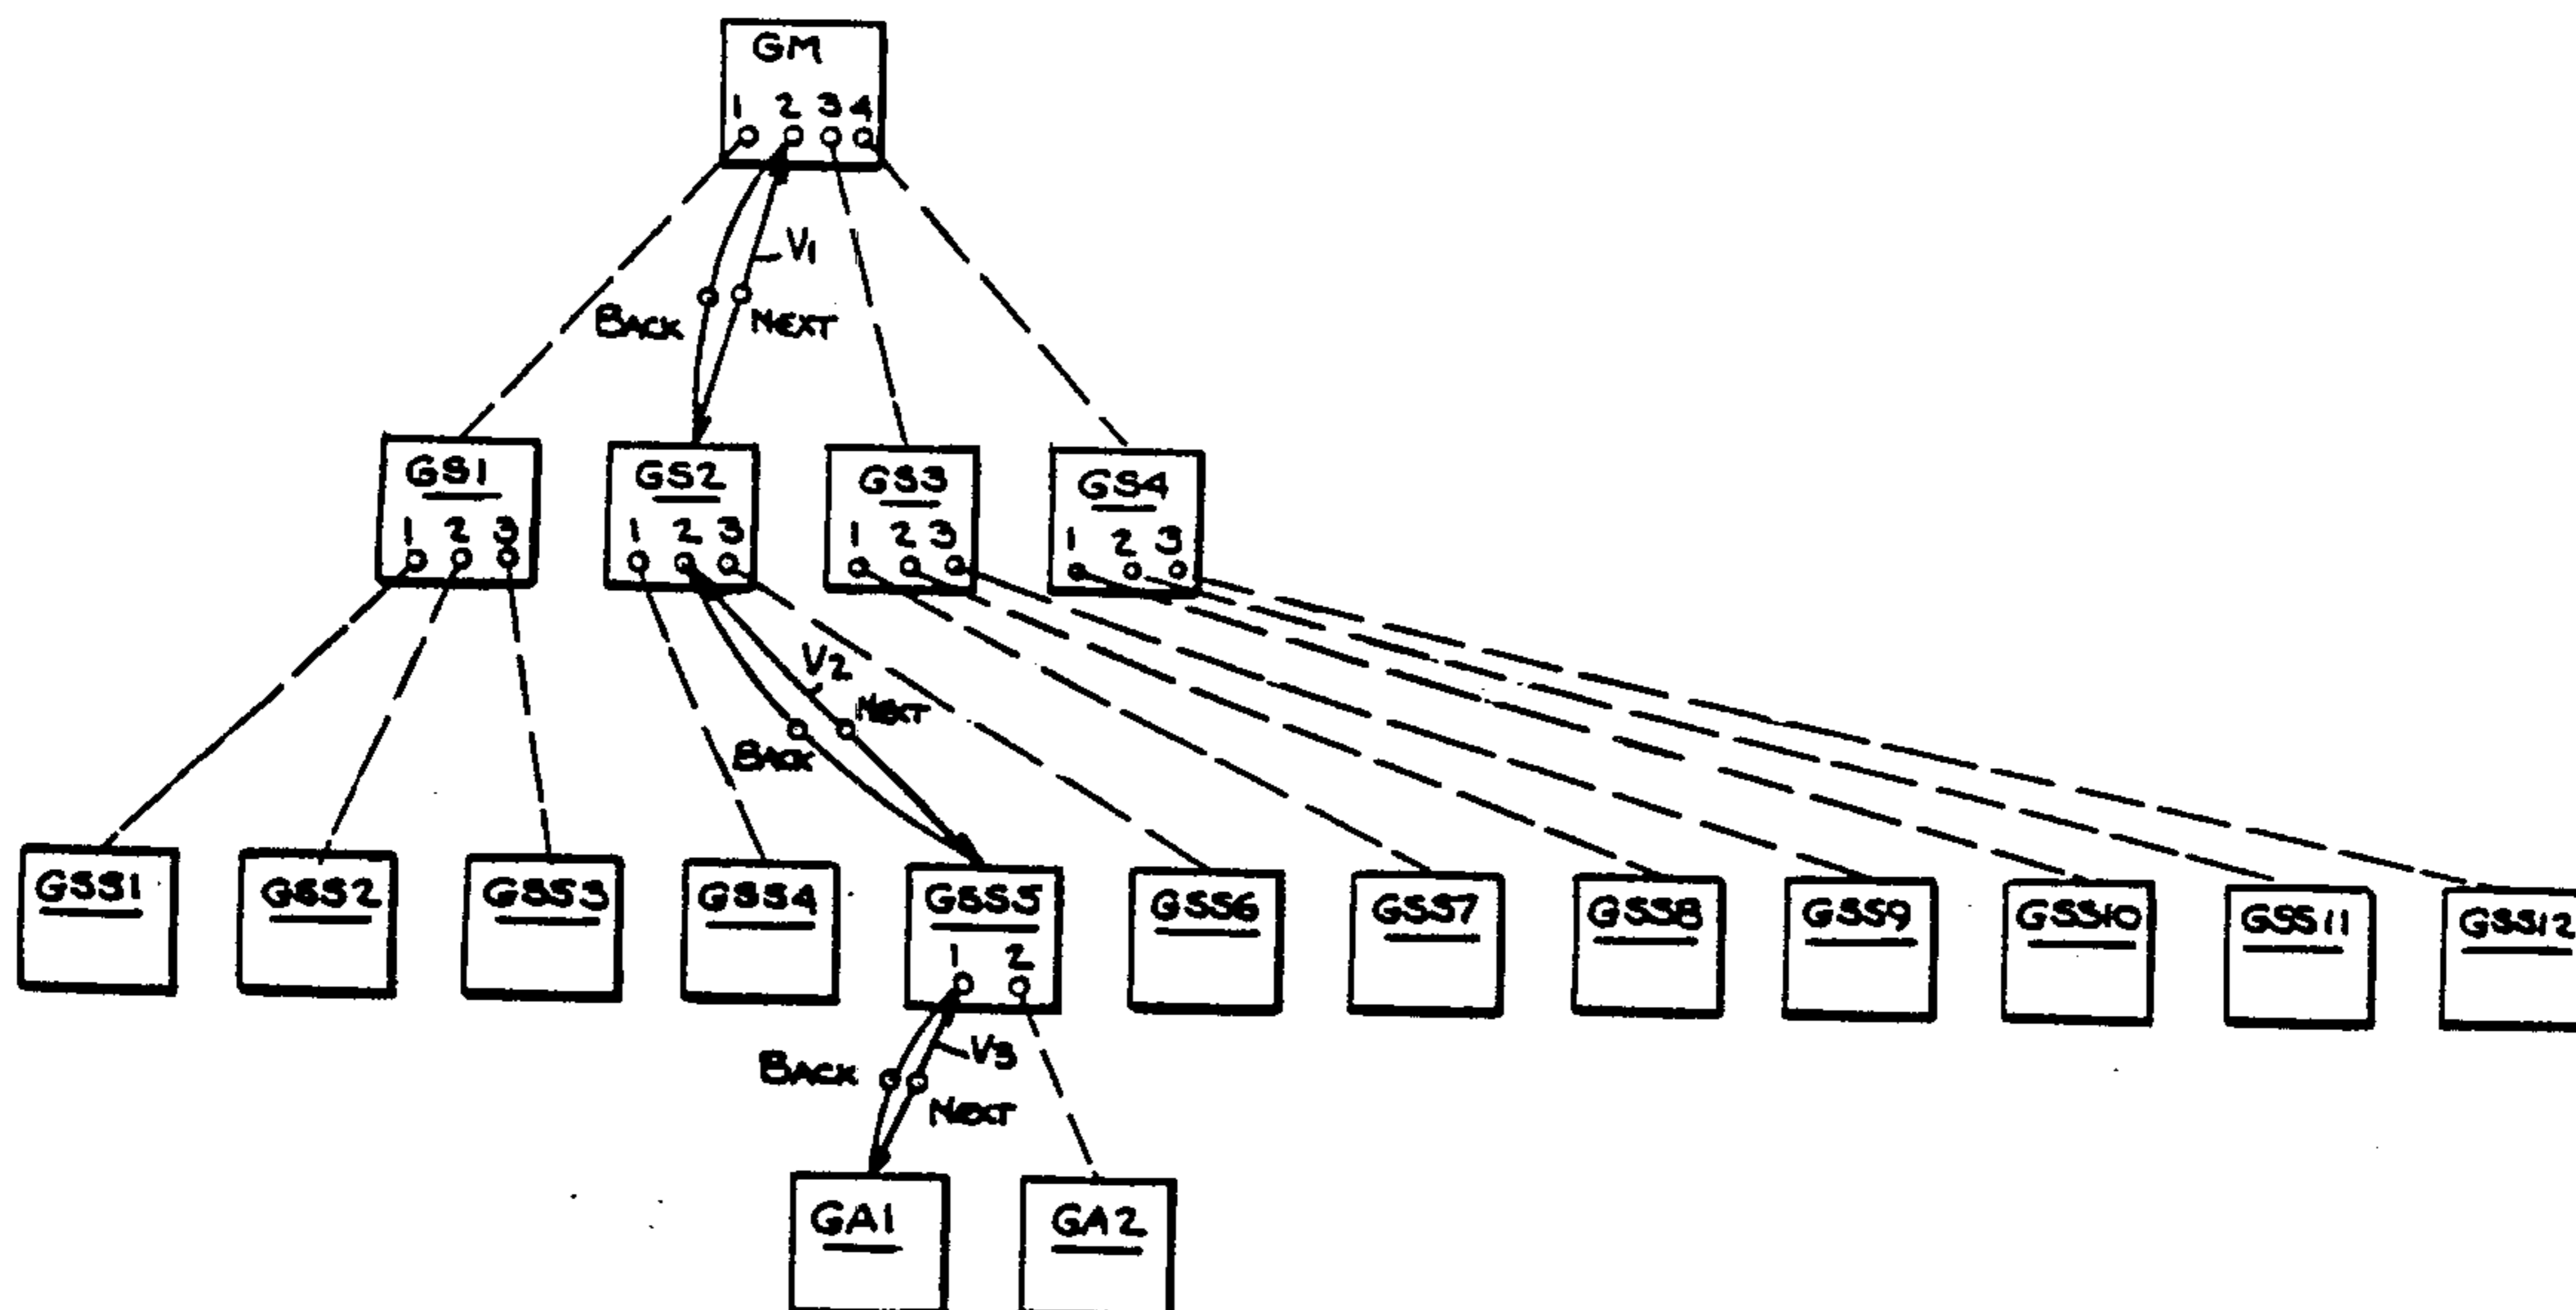 GM
1 2 3 4
V1
BACK NEXT
GS1 GS2 GS3 GS4
1 2 3 1 2 3 1 2 3 1 2 3
V2
NEXT
BACK
GSS1 GSS2 GSS3 GSS4 GSS5 GSS6 GSS7 GSS8 GSS9 GSS10 GSS11 GSS12
1 2
V3
BACK
NEXT
GA1 GA2